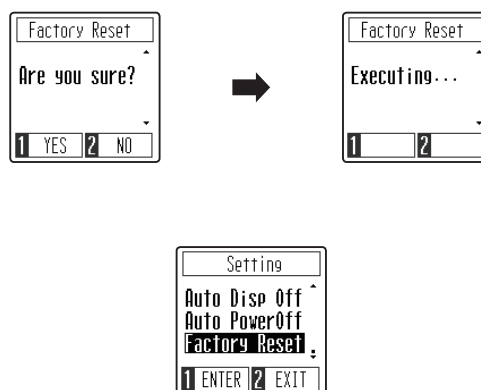 Factory Reset
Are you sure?
1 YES 2 NO
Factory Reset
Executing···
1 2
Setting
Auto Disp Off
Auto PowerOff
Factory Reset
1 ENTER 2 EXIT